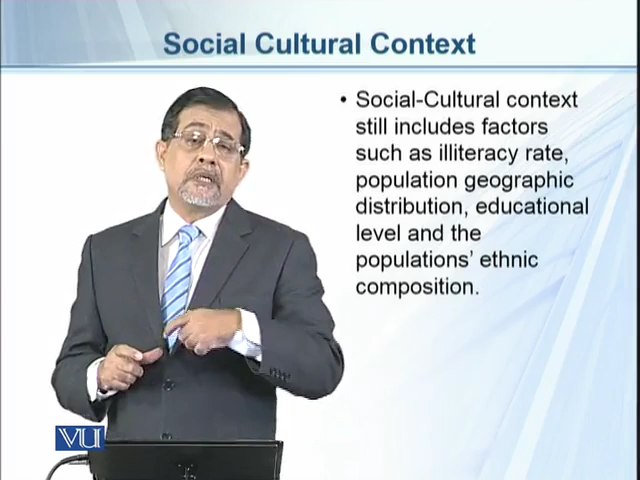 Social Cultural Context
• Social-Cultural context
still includes factors
such as illiteracy rate,
population geographic
distribution, educational
level and the
populations' ethnic
composition.
VU